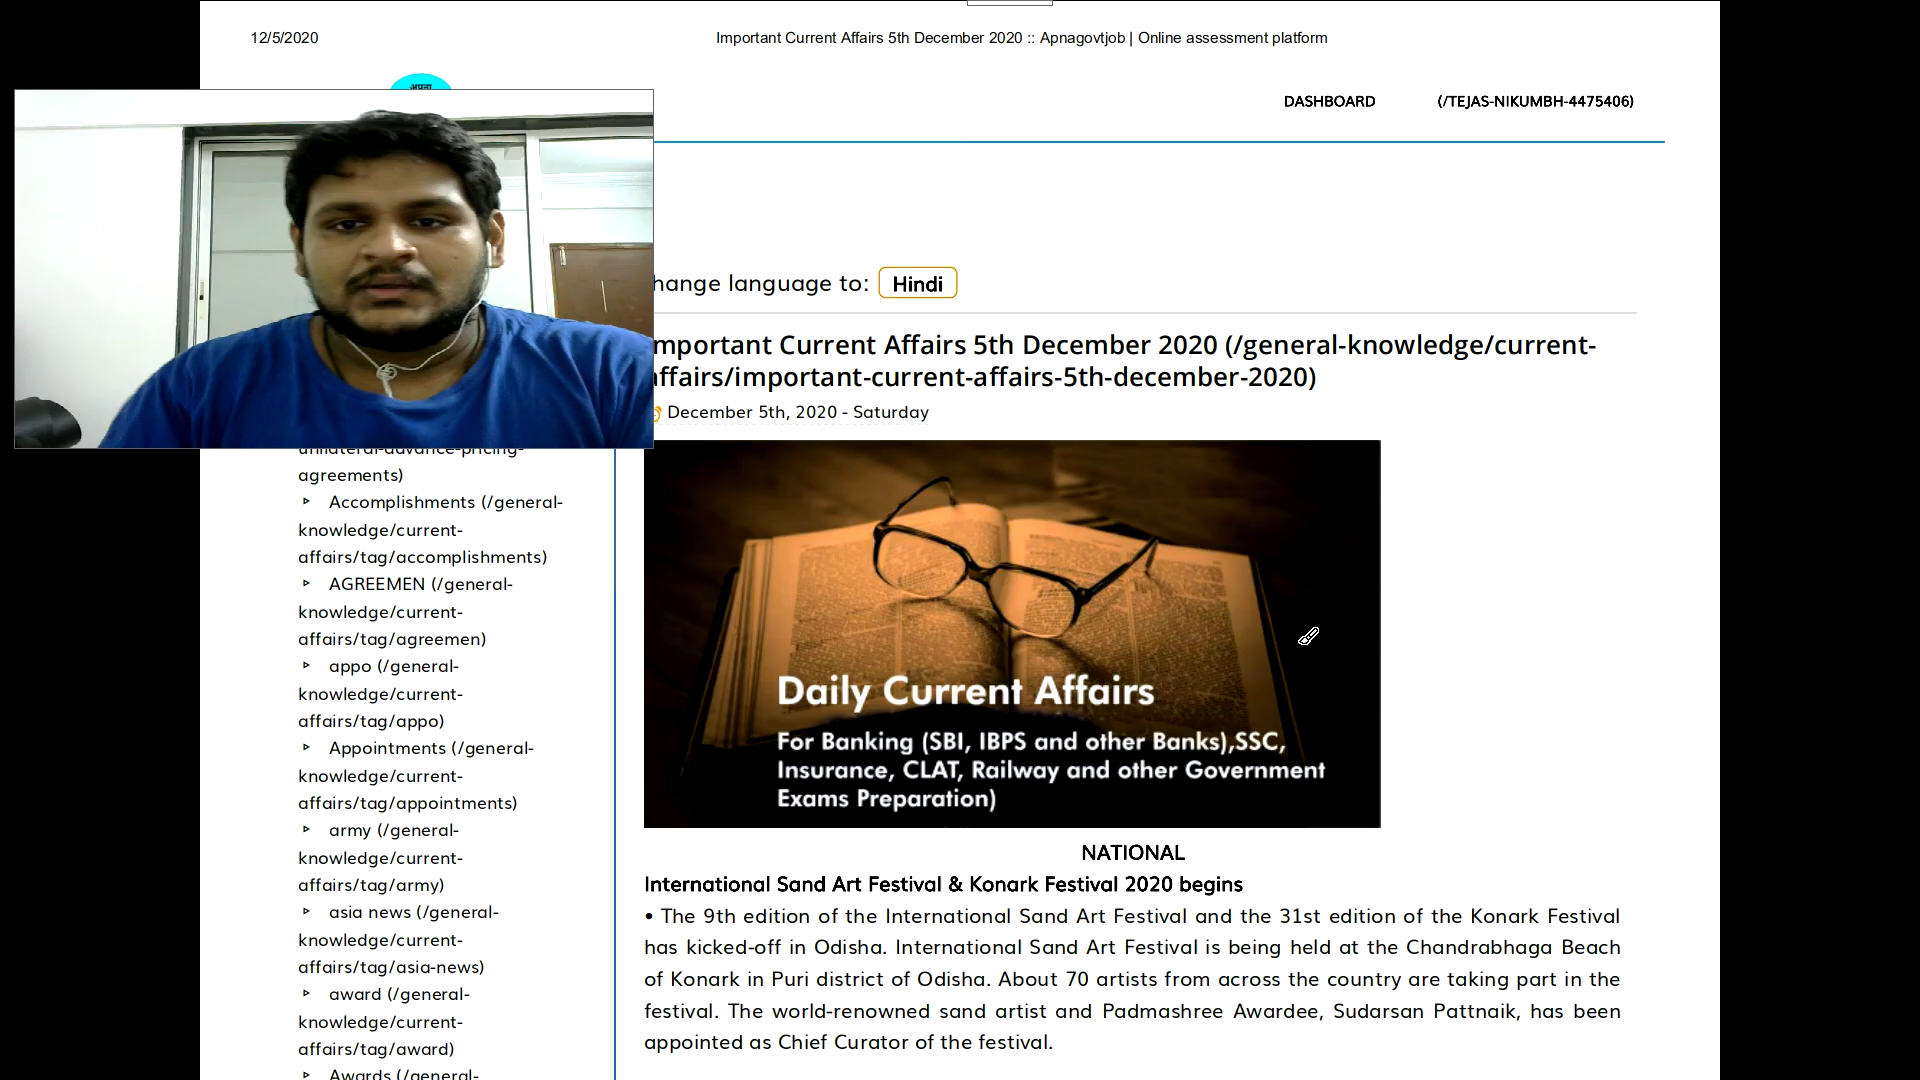 12/5/2020
Important Current Affairs 5th December 2020 :: Apnagovtjob | Online assessment platform
अपना
DASHBOARD
(/TEJAS-NIKUMBH-4475406)
hange language to:
Hindi
mportant Current Affairs 5th December 2020 (/general-knowledge/current-
affairs/important-current-affairs-5th-december-2020)
December 5th, 2020 - Saturday
unilateral-advance-pricing-
agreements)
Accomplishments (/general-
knowledge/current-
affairs/tag/accomplishments)
AGREEMEN (/general-
knowledge/current-
affairs/tag/agreemen)
appo (/general-
knowledge/current-
affairs/tag/appo)
Appointments (/general-
knowledge/current-
affairs/tag/appointments)
army (/general-
knowledge/current-
affairs/tag/army)
asia news (/general-
knowledge/current-
affairs/tag/asia-news)
award (/general-
knowledge/current-
affairs/tag/award)
Awards (/general-
Daily Current Affairs
For Banking (SBI, IBPS and other Banks),SSC,
Insurance, CLAT, Railway and other Government
Exams Preparation)
NATIONAL
International Sand Art Festival & Konark Festival 2020 begins
• The 9th edition of the International Sand Art Festival and the 31st edition of the Konark Festival
has kicked-off in Odisha. International Sand Art Festival is being held at the Chandrabhaga Beach
of Konark in Puri district of Odisha. About 70 artists from across the country are taking part in the
festival. The world-renowned sand artist and Padmashree Awardee, Sudarsan Pattnaik, has been
appointed as Chief Curator of the festival.